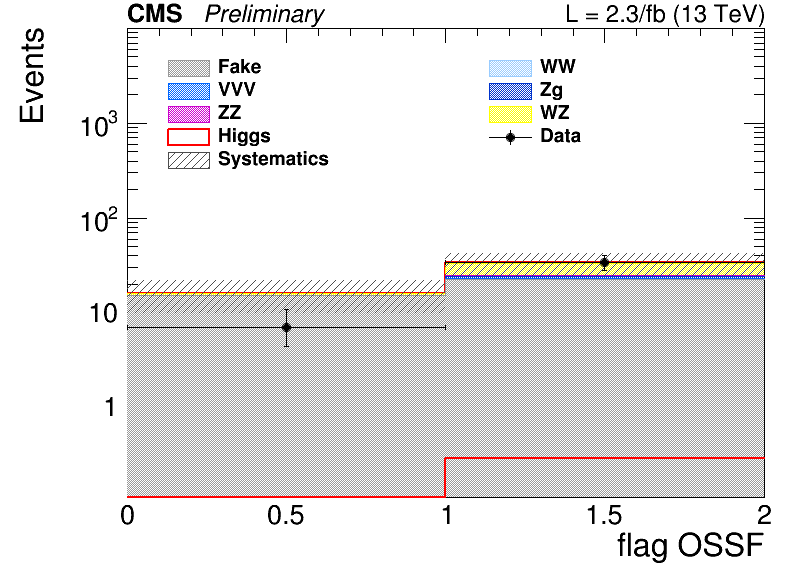 CMS Preliminary L = 2.3/fb (13 TeV)
Events
Fake WW
VVV Zg
ZZ WZ
Higgs Data
Systematics
10³
10²
10
1
0 0.5 1 1.5 2
flag OSSF